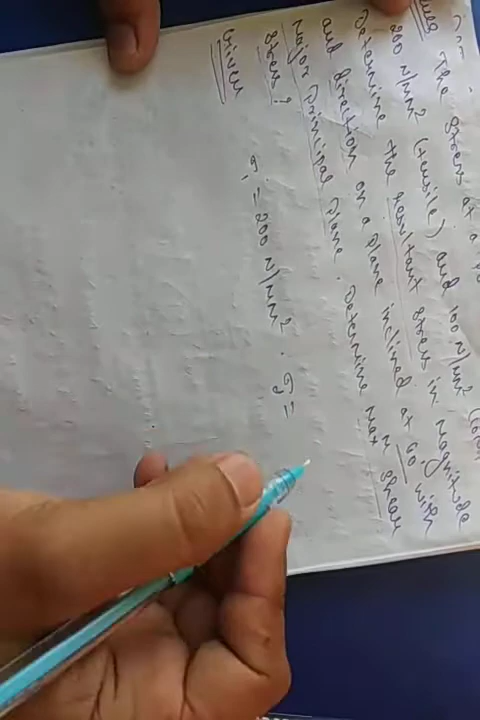 The stress at a
200 N/mm² (tensile) and 100 N/mm²
Determine the resultant stress in magnitude
and direction on a plane inclined at 60 with
Major principal plane. Determine Max m shear
stress?
Given
σ₁ = 200 N/mm². σ₂ =